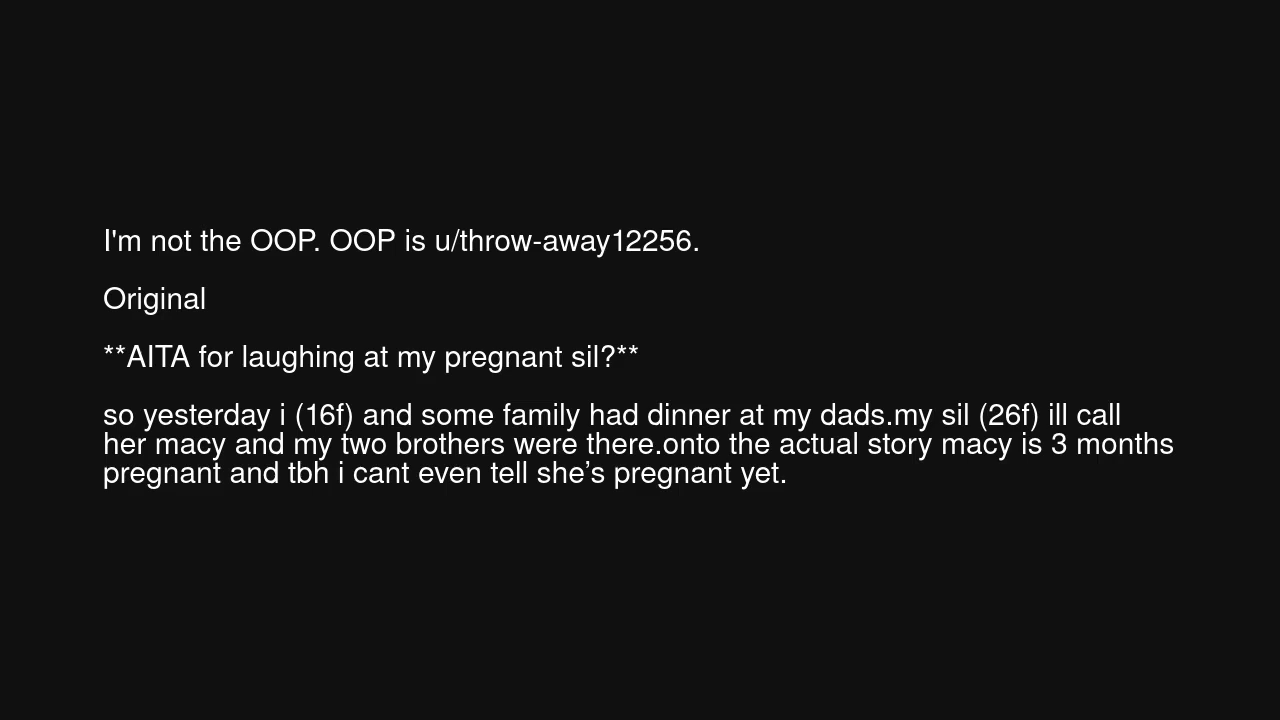 I'm not the OOP. OOP is u/throw-away12256.
Original
**AITA for laughing at my pregnant sil?**
so yesterday i (16f) and some family had dinner at my dads.my sil (26f) ill call
her macy and my two brothers were there.onto the actual story macy is 3 months
pregnant and tbh i cant even tell she’s pregnant yet.